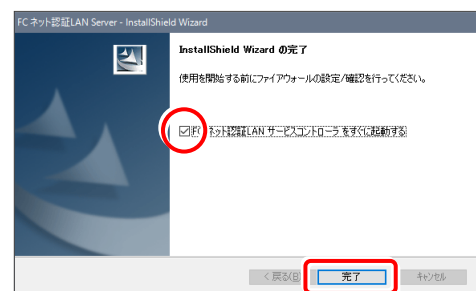 FC ネット認証LAN Server - InstallShield Wizard
InstallShield Wizard の完了
使用を開始する前にファイアウォールの設定/確認を行ってください。
FC ネット認証LAN サービスコントローラ をすぐに起動する
< 戻る(B)
完了
キャンセル